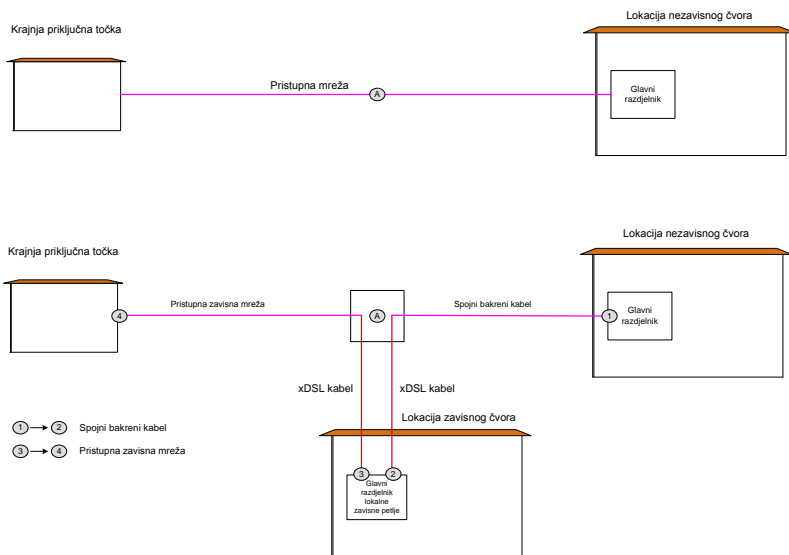 Lokacija nezavisnog čvora
Krajnja priključna točka
Pristupna mreža
A
Glavni
razdjelnik
Lokacija nezavisnog čvora
Krajnja priključna točka
Pristupna zavisna mreža
Spojni bakreni kabel
4
A
1
Glavni
razdjelnik
xDSL kabel
xDSL kabel
Lokacija zavisnog čvora
1 2 Spojni bakreni kabel
3 4 Pristupna zavisna mreža
3
2
Glavni
razdjelnik
lokalne
zavisne petlje